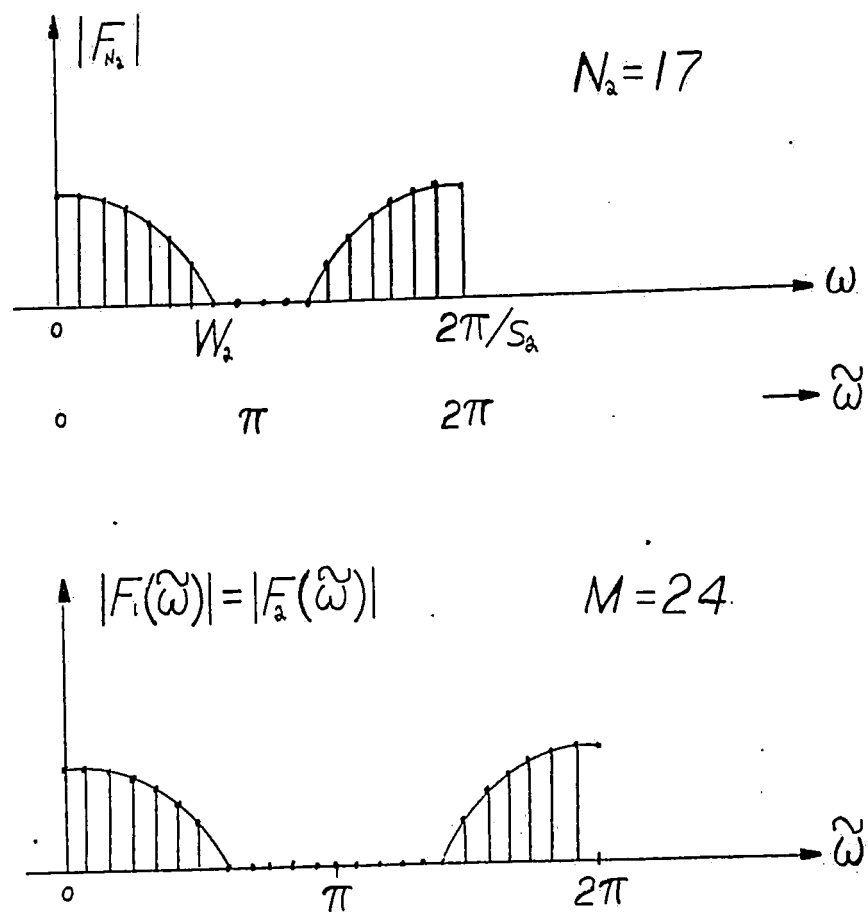 |F_{N_2}|
N_2 = 17
ω
0 W_2 2π/S_2
ω̃
0 π 2π
|F_1(ω̃)| = |F_2(ω̃)| M = 24
ω̃
0 π 2π